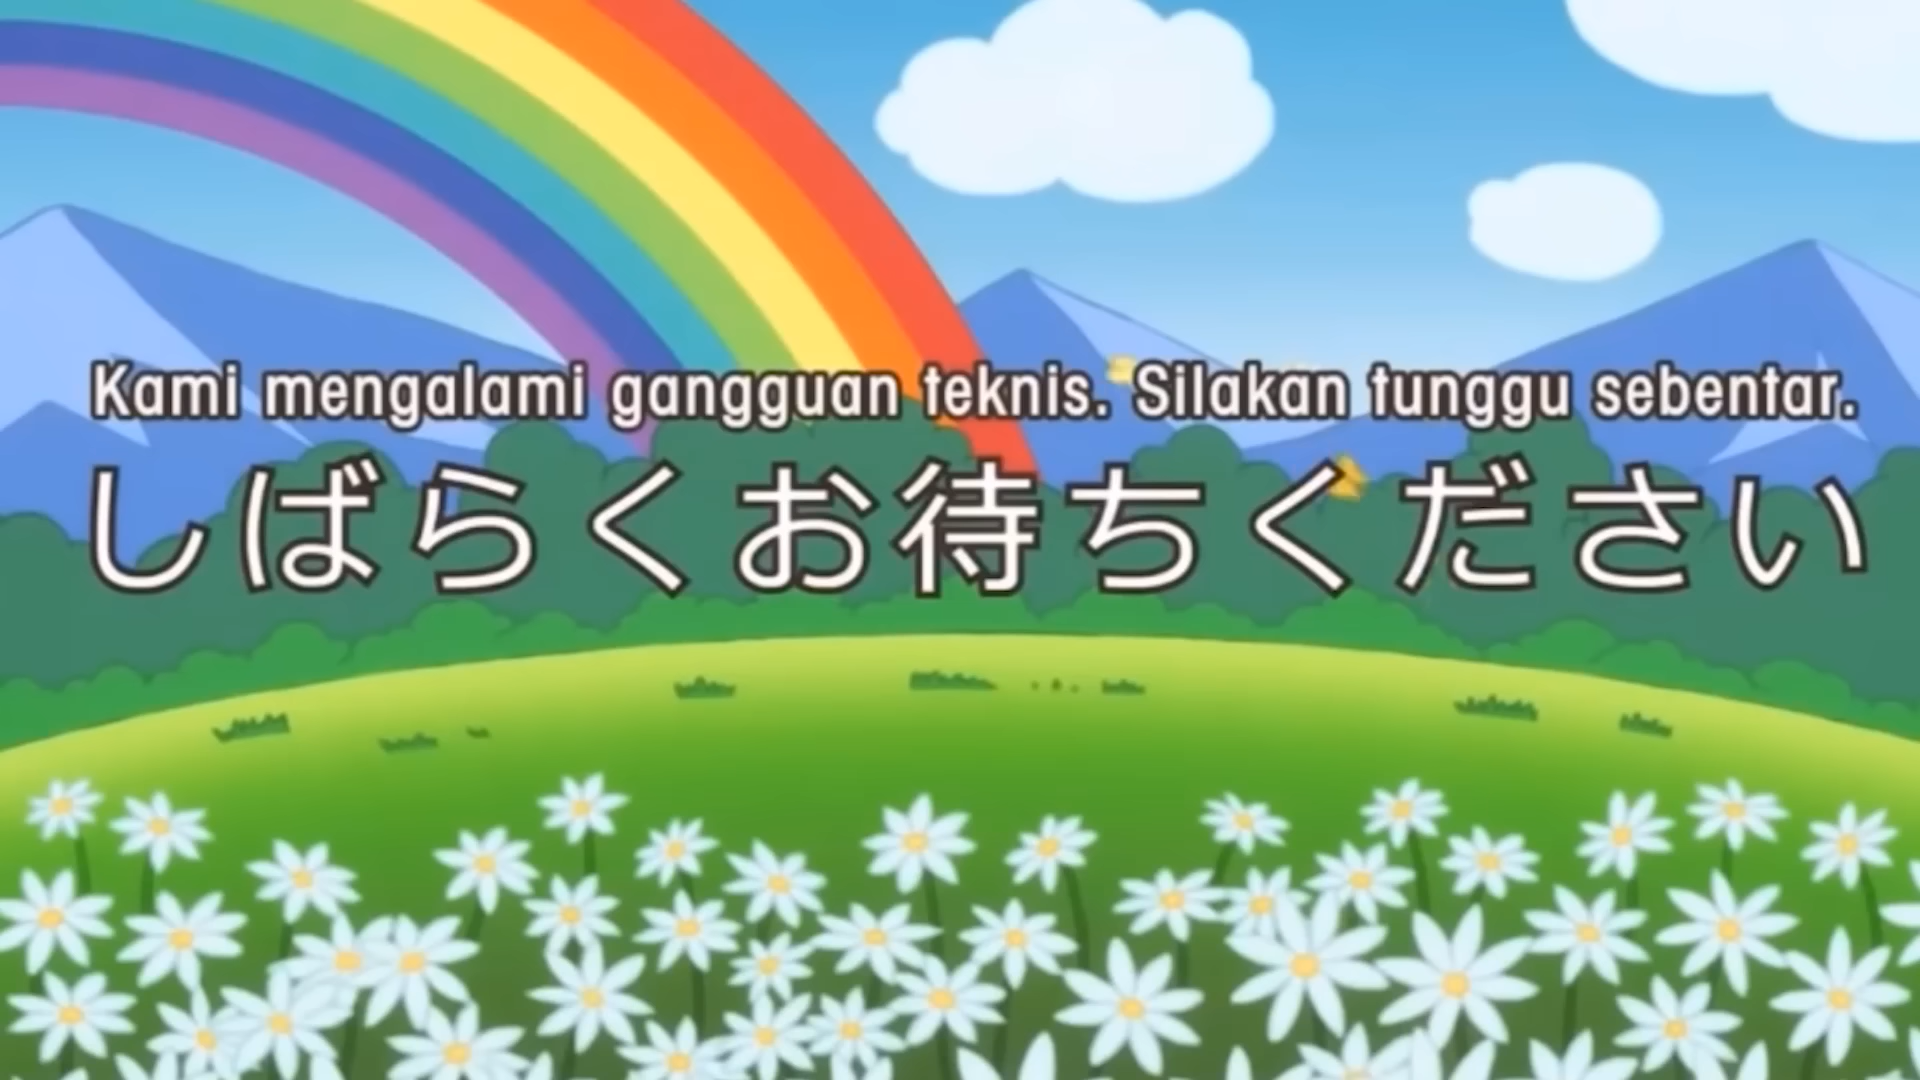 Kami mengalami gangguan teknis. Silakan tunggu sebentar.
しばらくお待ちください